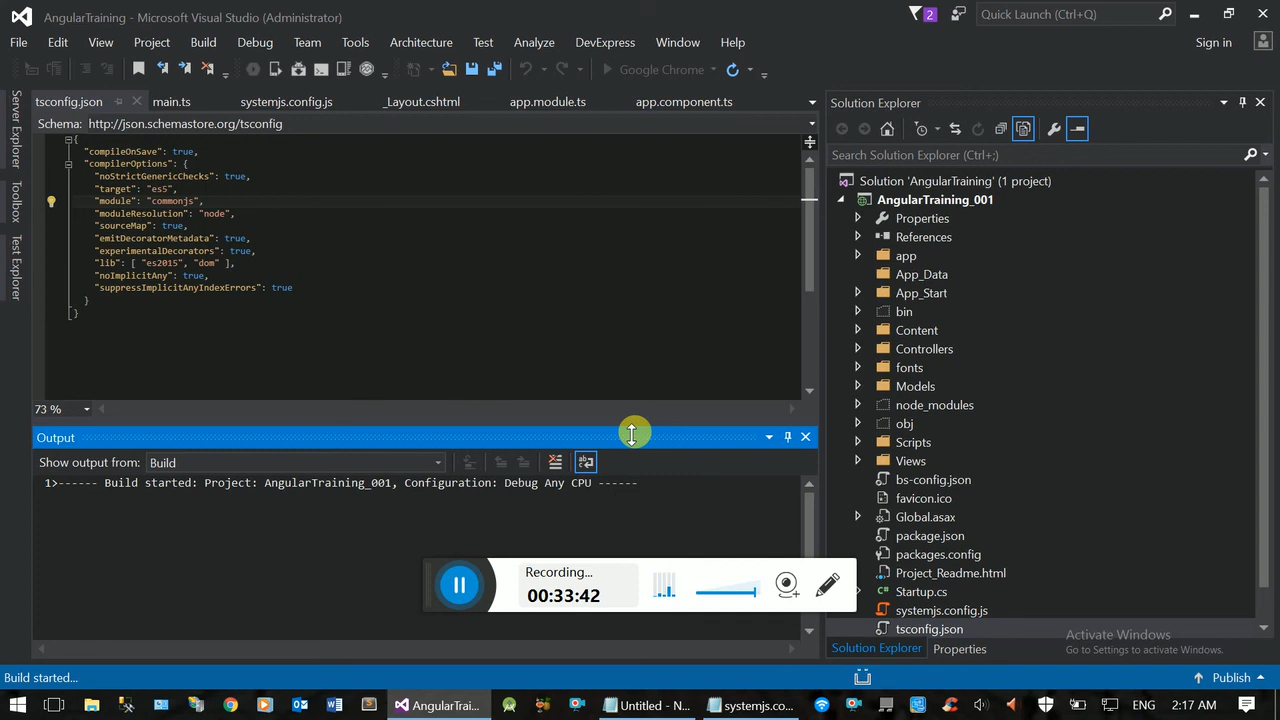 AngularTraining - Microsoft Visual Studio (Administrator)
2
Quick Launch (Ctrl+Q)
File Edit View Project Build Debug Team Tools Architecture Test Analyze DevExpress Window Help
Sign in
Google Chrome
Server Explorer
Toolbox
Test Explorer
tsconfig.json main.ts systemjs.config.js _Layout.cshtml app.module.ts app.component.ts
Schema: http://json.schemastore.org/tsconfig
{
"compileOnSave": true,
"compilerOptions": {
"noStrictGenericChecks": true,
"target": "es5",
"module": "commonjs",
"moduleResolution": "node",
"sourceMap": true,
"emitDecoratorMetadata": true,
"experimentalDecorators": true,
"lib": [ "es2015", "dom" ],
"noImplicitAny": true,
"suppressImplicitAnyIndexErrors": true
}
}
73 %
Output
Show output from: Build
1>------ Build started: Project: AngularTraining_001, Configuration: Debug Any CPU ------
Recording...
00:33:42
Solution Explorer
Search Solution Explorer (Ctrl+;)
Solution 'AngularTraining' (1 project)
AngularTraining_001
Properties
References
app
App_Data
App_Start
bin
Content
Controllers
fonts
Models
node_modules
obj
Scripts
Views
bs-config.json
favicon.ico
Global.asax
package.json
packages.config
Project_Readme.html
Startup.cs
systemjs.config.js
tsconfig.json
Activate Windows
Go to Settings to activate Windows.
Solution Explorer Properties
Build started...
Publish
AngularTrai...
Untitled - N...
systemjs.co...
ENG
2:17 AM